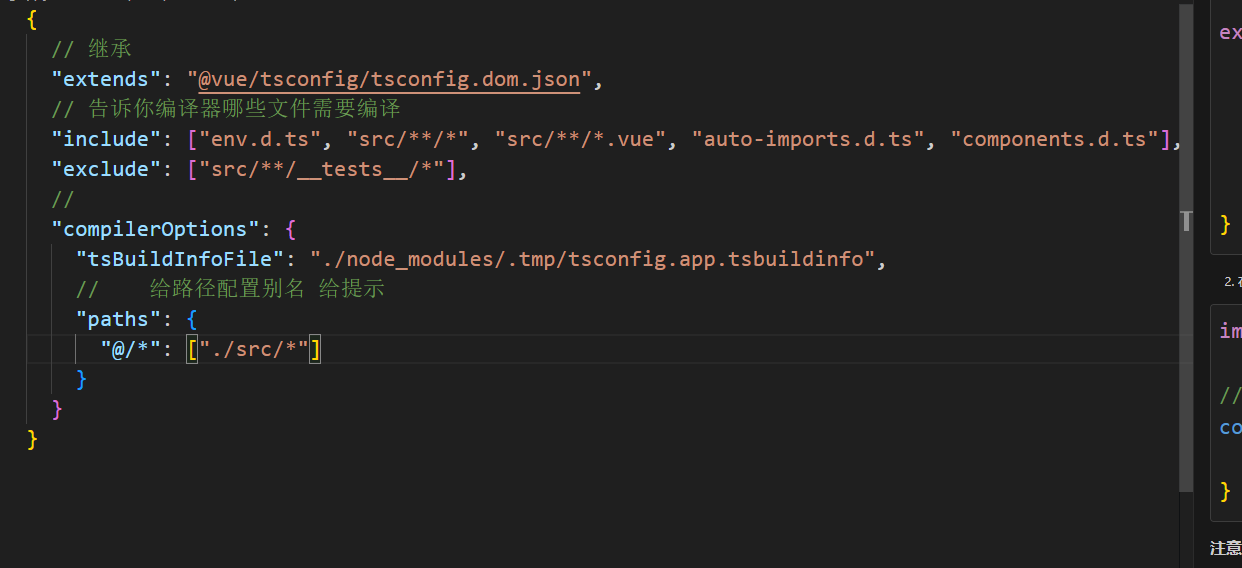 {
  // 继承
  "extends": "@vue/tsconfig/tsconfig.dom.json",
  // 告诉你编译器哪些文件需要编译
  "include": ["env.d.ts", "src/**/*", "src/**/*.vue", "auto-imports.d.ts", "components.d.ts"],
  "exclude": ["src/**/__tests__/*"],
  //
  "compilerOptions": {
    "tsBuildInfoFile": "./node_modules/.tmp/tsconfig.app.tsbuildinfo",
    //    给路径配置别名 给提示
    "paths": {
      "@/*": ["./src/*"]
    }
  }
}
ex
}
2.
im
//
co
}
注意